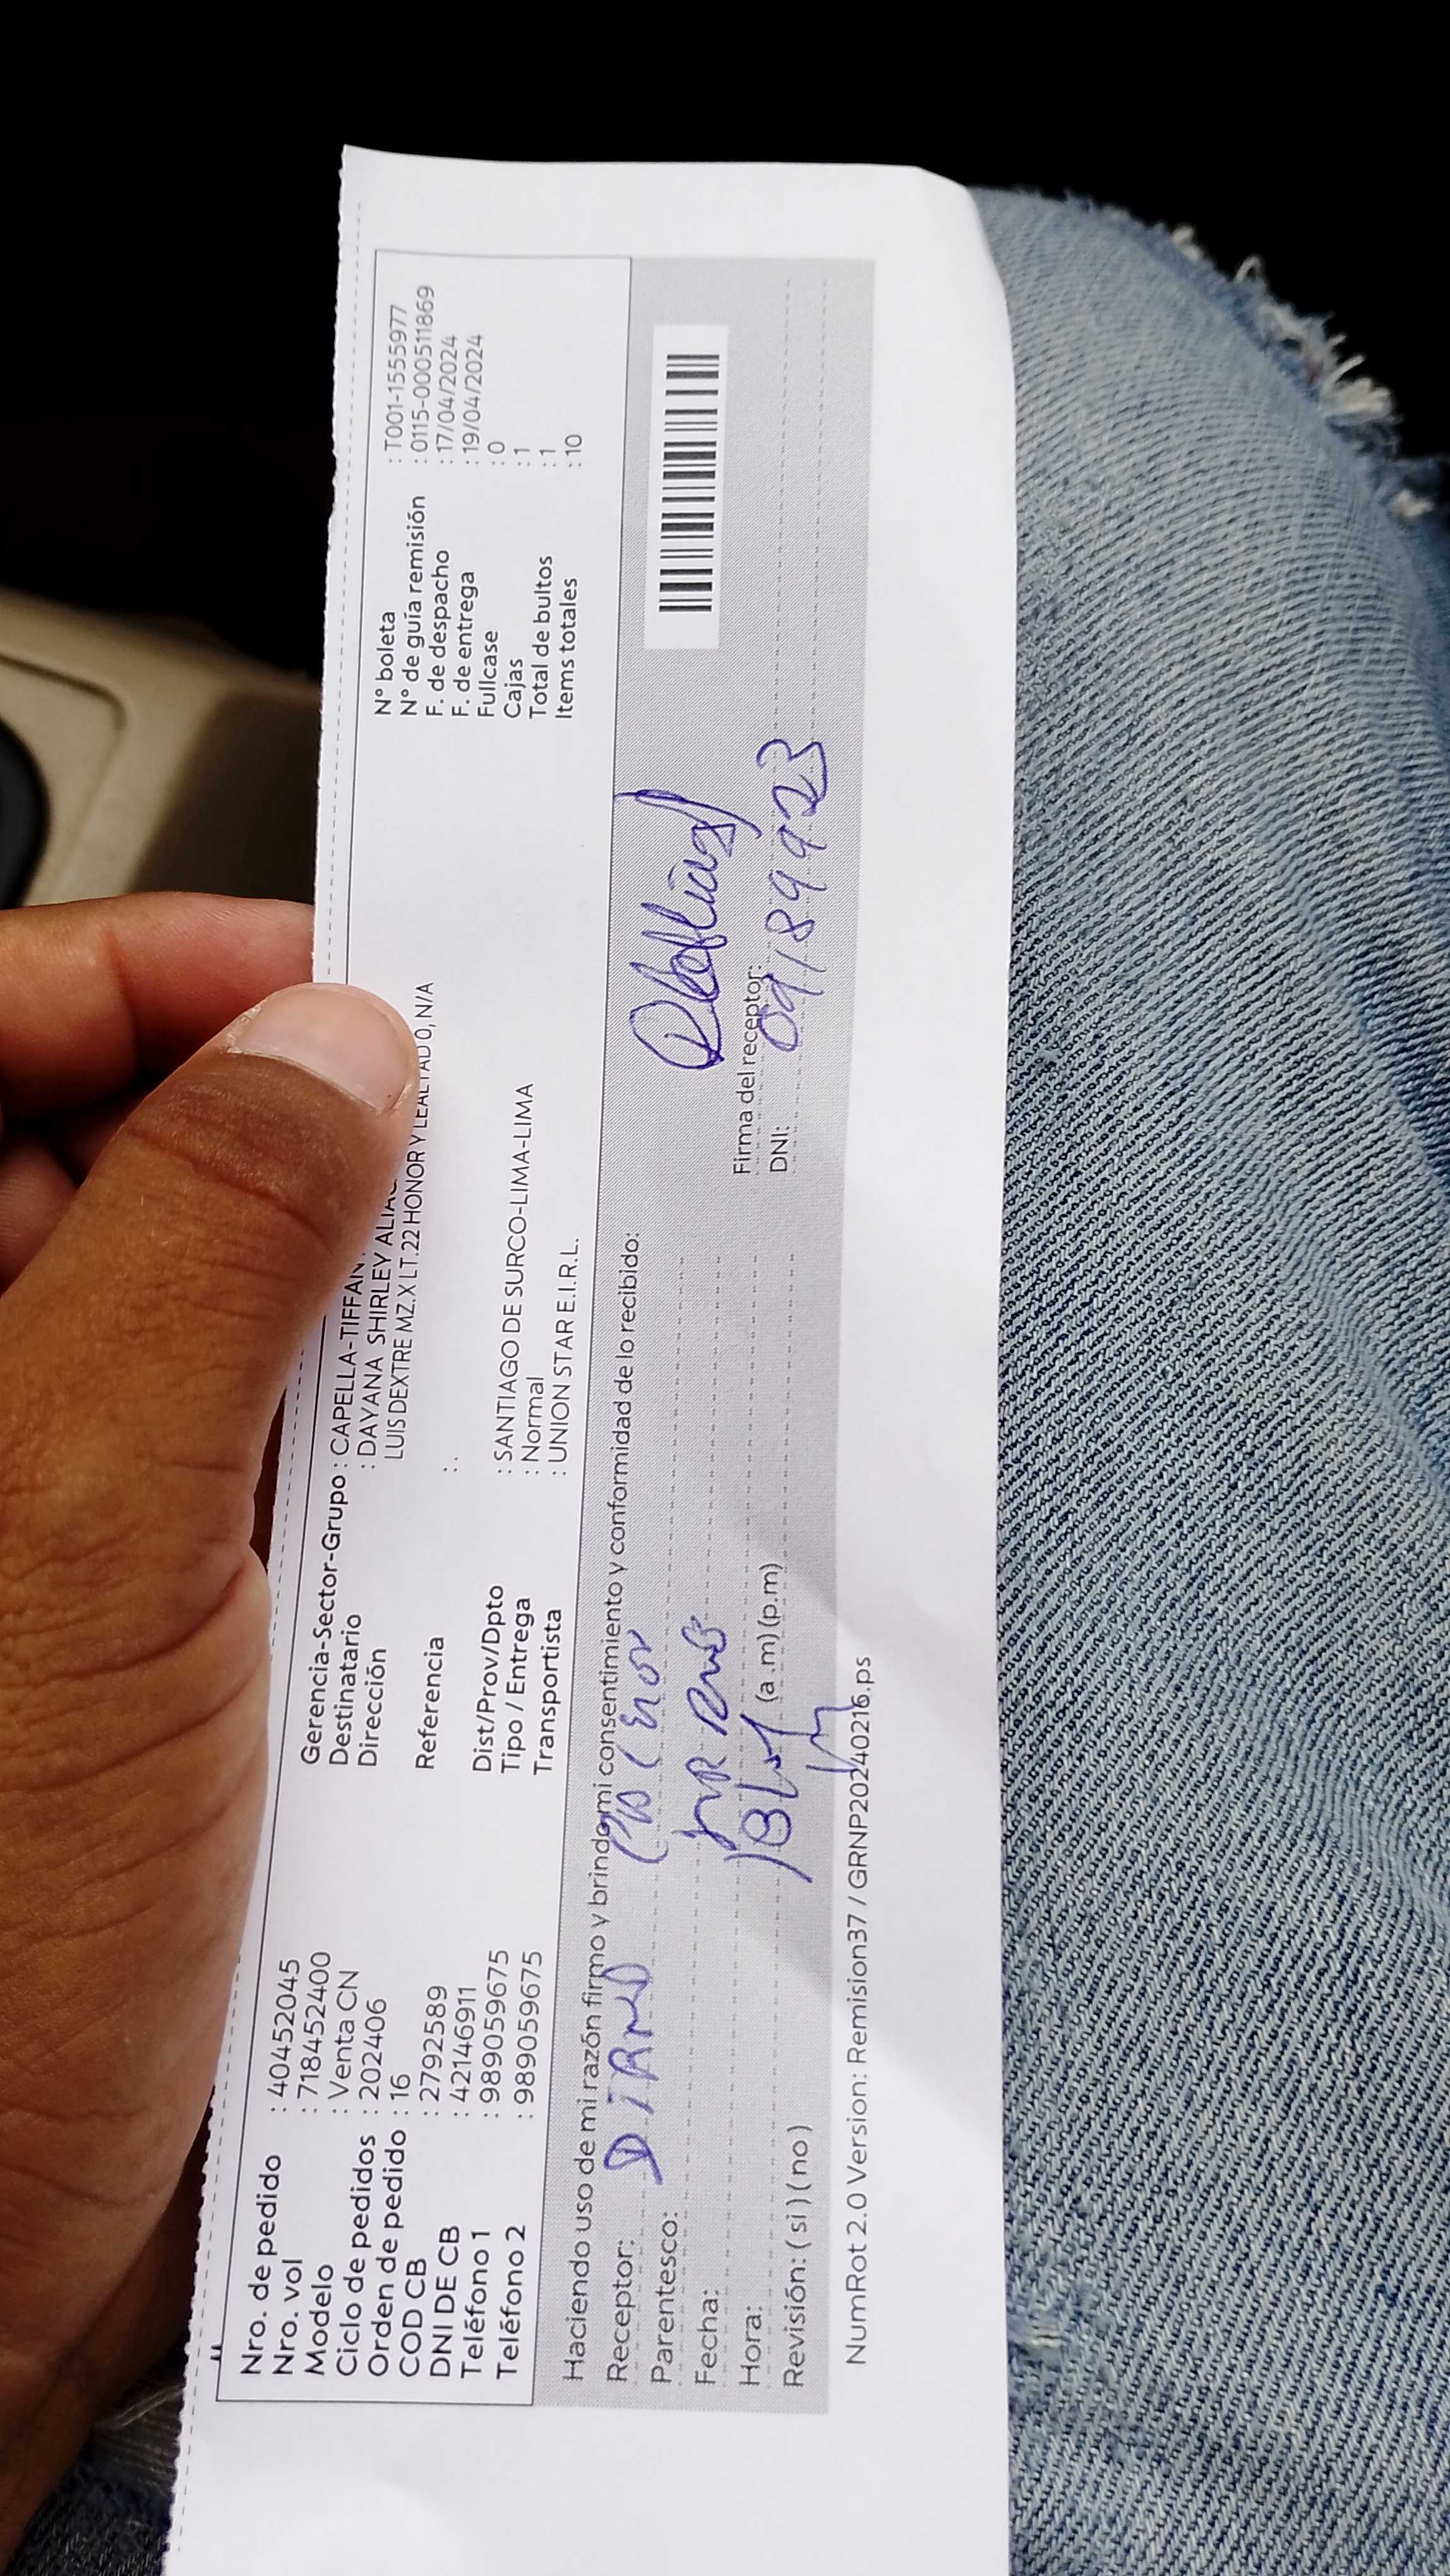 Nro. de pedido : 404452045
Nro. vol : 718452400
Modelo : Venta CN
Ciclo de pedidos : 202406
Orden de pedido : 16
COD CB : 2792589
DNI DE CB : 42146911
Teléfono 1 : 989059675
Teléfono 2 : 989059675
Gerencia-Sector-Grupo : CAPELLA-TIFFAN
Destinatario : DAYANA SHIRLEY
Dirección LUIS DEXTRE MZ.X LT.22 HONOR Y LEALTAD 0, N/A
Referencia : .
Dist/Prov/Dpto : SANTIAGO DE SURCO-LIMA-LIMA
Tipo / Entrega : Normal
Transportista : UNION STAR E.I.R.L.
N° boleta : T001-1555977
N° de guía remisión : 0115-000511869
F. de despacho : 17/04/2024
F. de entrega : 19/04/2024
Fullcase : 0
Cajas : 1
Total de bultos : 1
Items totales : 10
Haciendo uso de mi razón firmo y brindo mi consentimiento y conformidad de lo recibido:
Receptor:
Parentesco:
Fecha:
Hora: (a.m) (p.m)
Revisión: ( si ) ( no )
Firma del receptor:
DNI: 09189923
NumRot 2.0 Version: Remision37 / GRNP20240216.ps